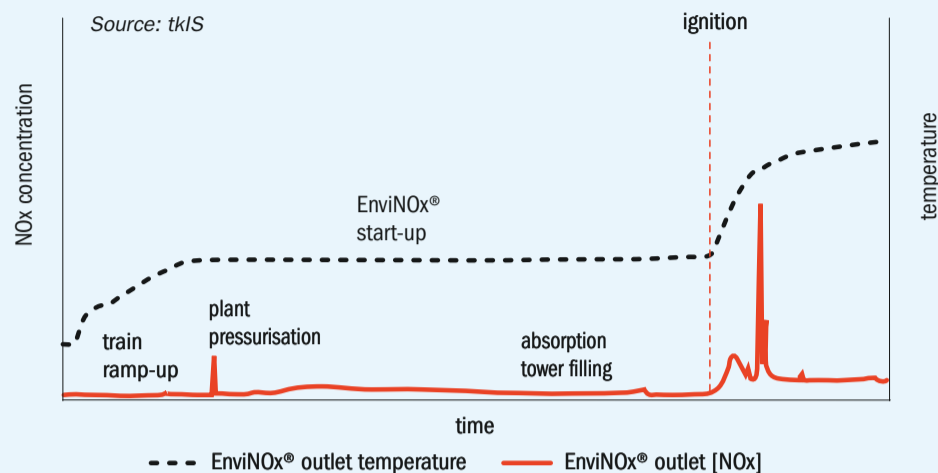 Source: tkIS
ignition
NOx concentration
temperature
EnviNOx®
start-up
plant
pressurisation
train
ramp-up
absorption
tower filling
time
EnviNOx® outlet temperature
EnviNOx® outlet [NOx]